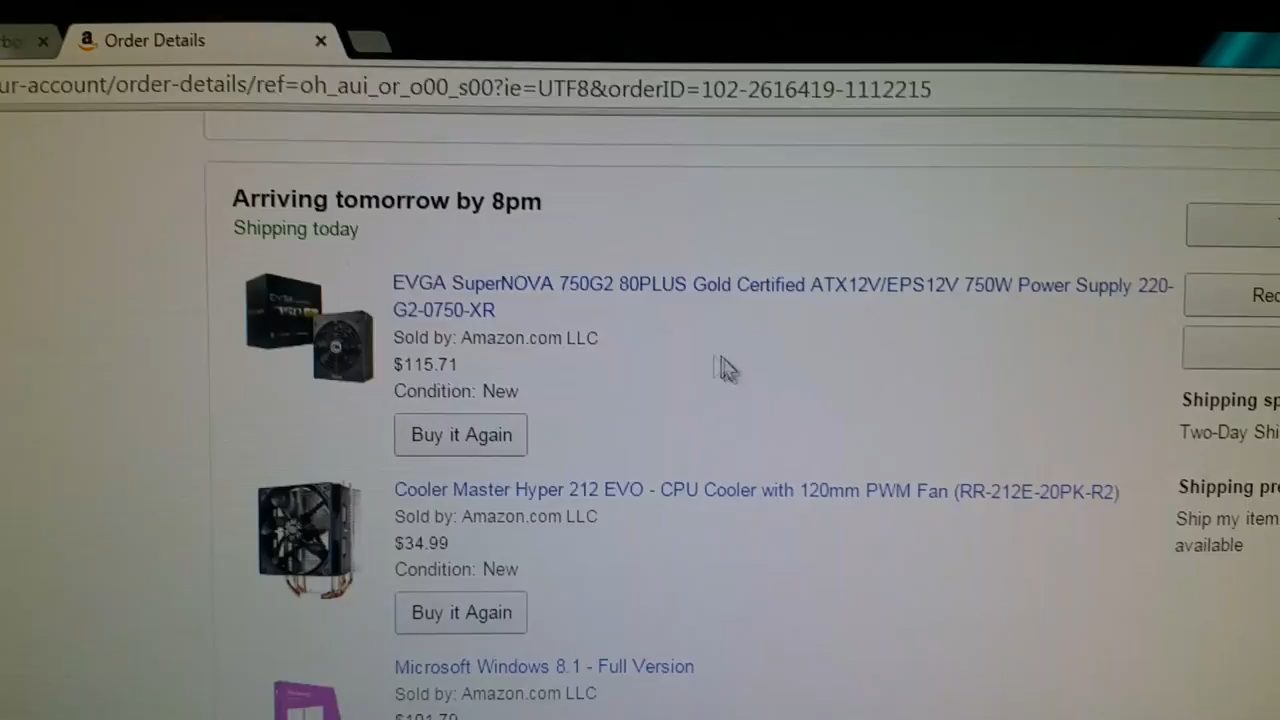 Order Details
ur-account/order-details/ref=oh_aui_or_o00_s00?ie=UTF8&orderID=102-2616419-1112215
Arriving tomorrow by 8pm
Shipping today
EVGA SuperNOVA 750G2 80PLUS Gold Certified ATX12V/EPS12V 750W Power Supply 220-
G2-0750-XR
Sold by: Amazon.com LLC
$115.71
Condition: New
Buy it Again
Cooler Master Hyper 212 EVO - CPU Cooler with 120mm PWM Fan (RR-212E-20PK-R2)
Sold by: Amazon.com LLC
$34.99
Condition: New
Buy it Again
Microsoft Windows 8.1 - Full Version
Sold by: Amazon.com LLC
Rec
Shipping sp
Two-Day Shi
Shipping pre
Ship my item
available